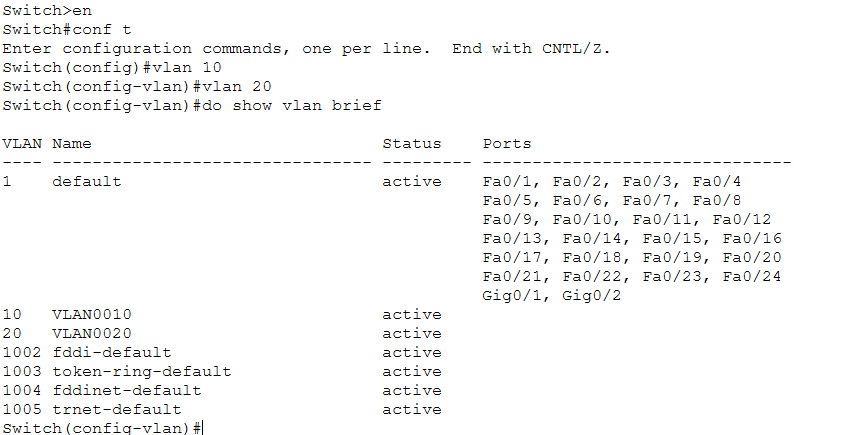 Switch>en
Switch#conf t
Enter configuration commands, one per line.  End with CNTL/Z.
Switch(config)#vlan 10
Switch(config-vlan)#vlan 20
Switch(config-vlan)#do show vlan brief

VLAN Name                             Status    Ports
---- -------------------------------- --------- -------------------------------
1    default                          active    Fa0/1, Fa0/2, Fa0/3, Fa0/4
                                                Fa0/5, Fa0/6, Fa0/7, Fa0/8
                                                Fa0/9, Fa0/10, Fa0/11, Fa0/12
                                                Fa0/13, Fa0/14, Fa0/15, Fa0/16
                                                Fa0/17, Fa0/18, Fa0/19, Fa0/20
                                                Fa0/21, Fa0/22, Fa0/23, Fa0/24
                                                Gig0/1, Gig0/2
10   VLAN0010                         active
20   VLAN0020                         active
1002 fddi-default                     active
1003 token-ring-default               active
1004 fddinet-default                  active
1005 trnet-default                    active
Switch(config-vlan)#